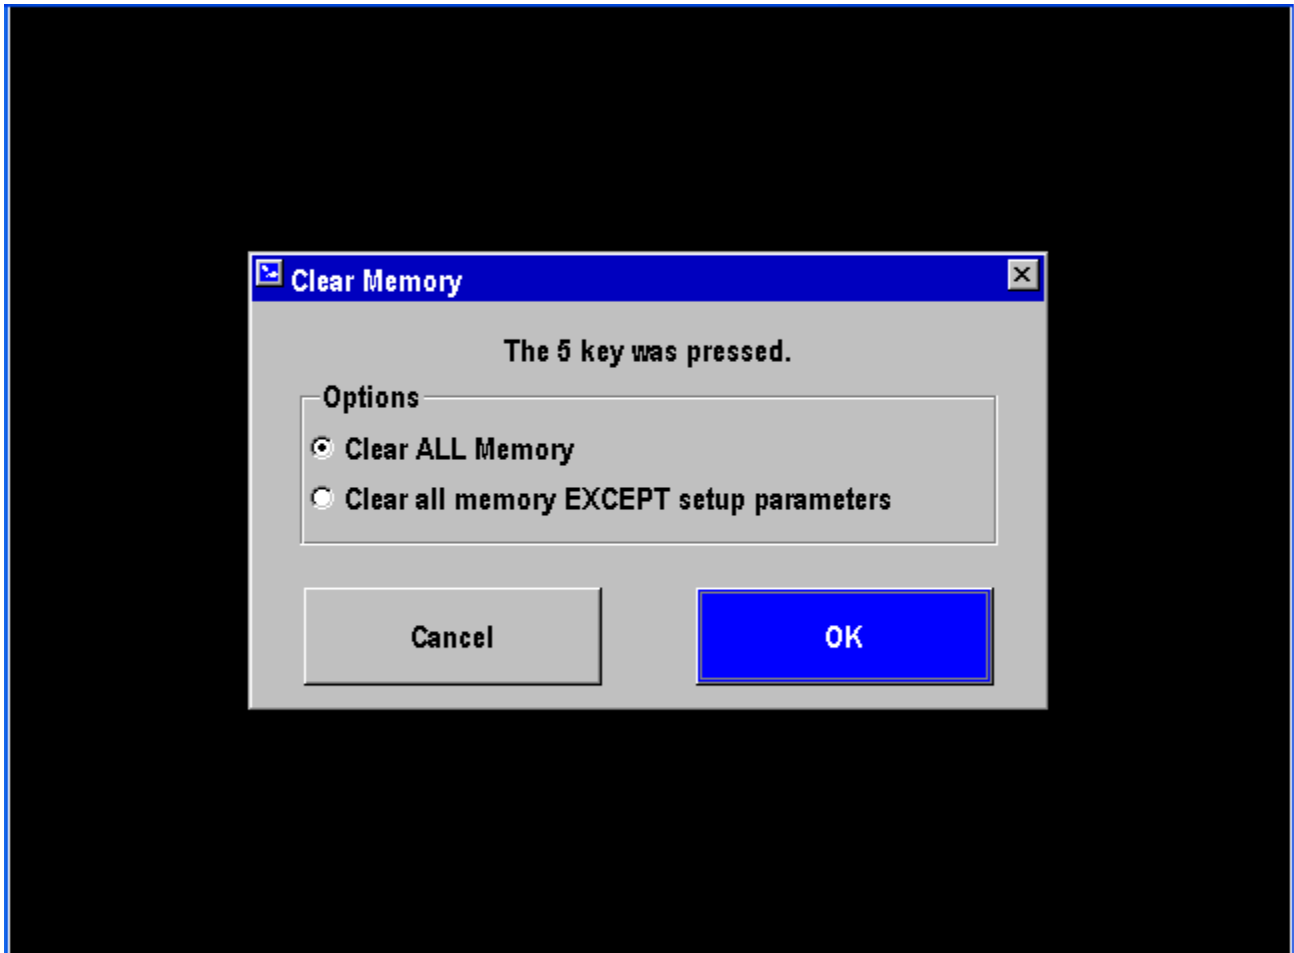 Clear Memory
The 5 key was pressed.
Options
Clear ALL Memory
Clear all memory EXCEPT setup parameters
Cancel
OK